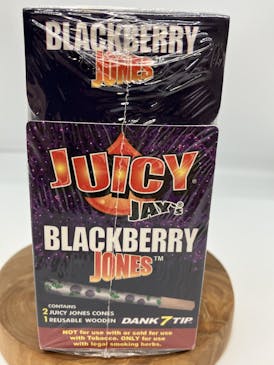 BLACKBERRY
JONES
JUICY
JAY's
BLACKBERRY
JONES™
CONTAINS
2 JUICY JONES CONES
1 REUSABLE WOODEN DANK 7 TIP
NOT for use with or sold for use
with Tobacco. ONLY for use
with legal smoking herbs.